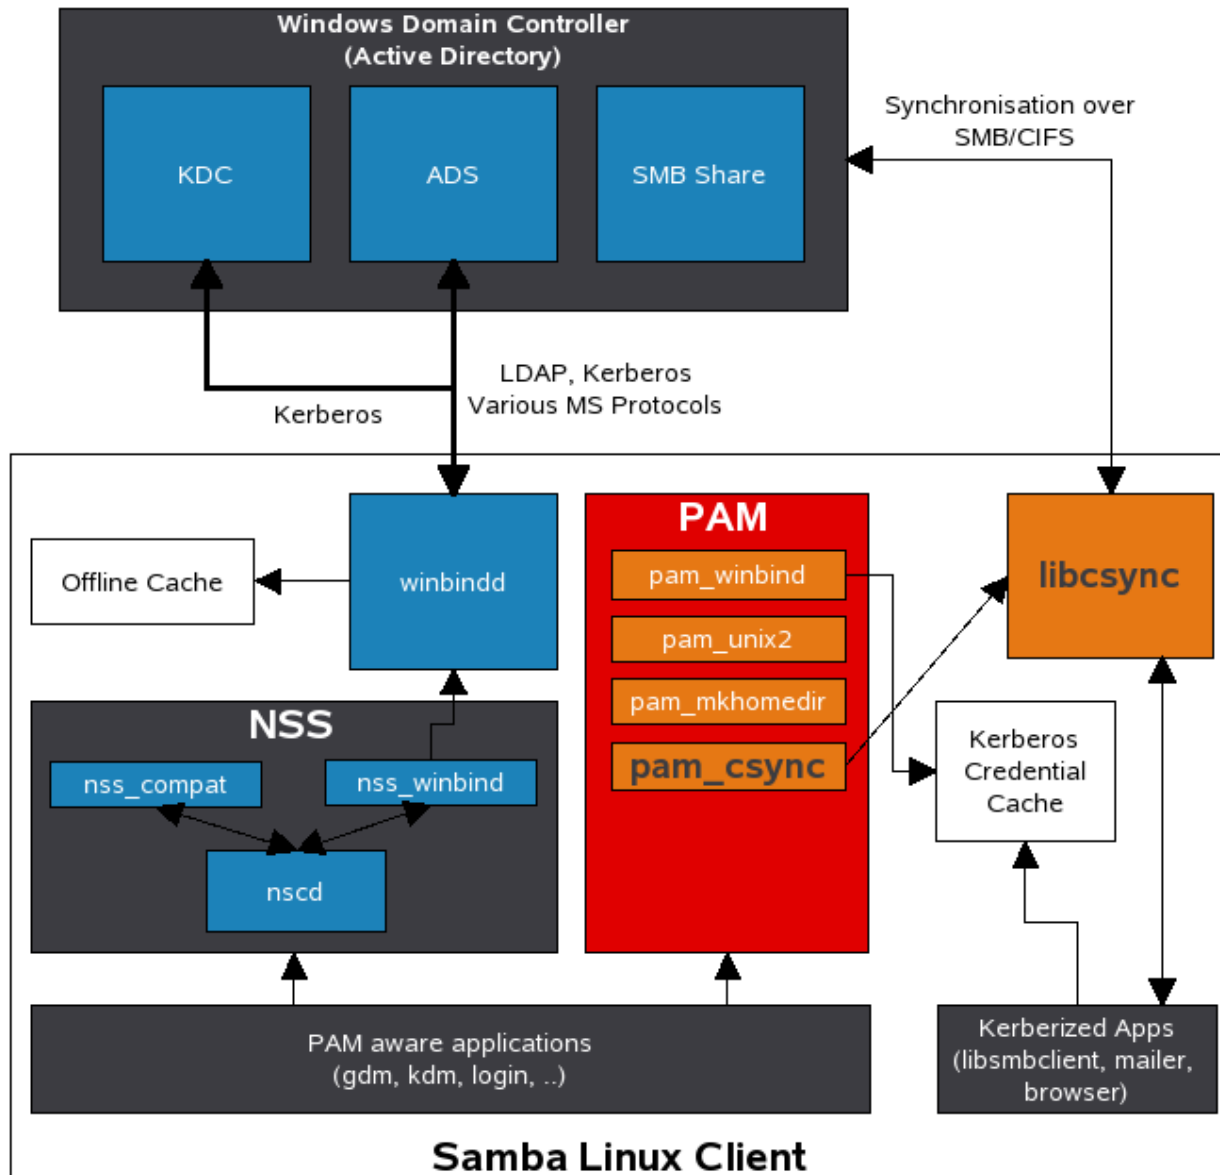 Windows Domain Controller
(Active Directory)
KDC
ADS
SMB Share
Synchronisation over
SMB/CIFS
LDAP, Kerberos
Various MS Protocols
Kerberos
Offline Cache
winbindd
PAM
pam_winbind
pam_unix2
pam_mkhomedir
pam_csync
libcsync
NSS
nss_compat
nss_winbind
nscd
Kerberos
Credential
Cache
PAM aware applications
(gdm, kdm, login, ..)
Kerberized Apps
(libsmbclient, mailer,
browser)
Samba Linux Client